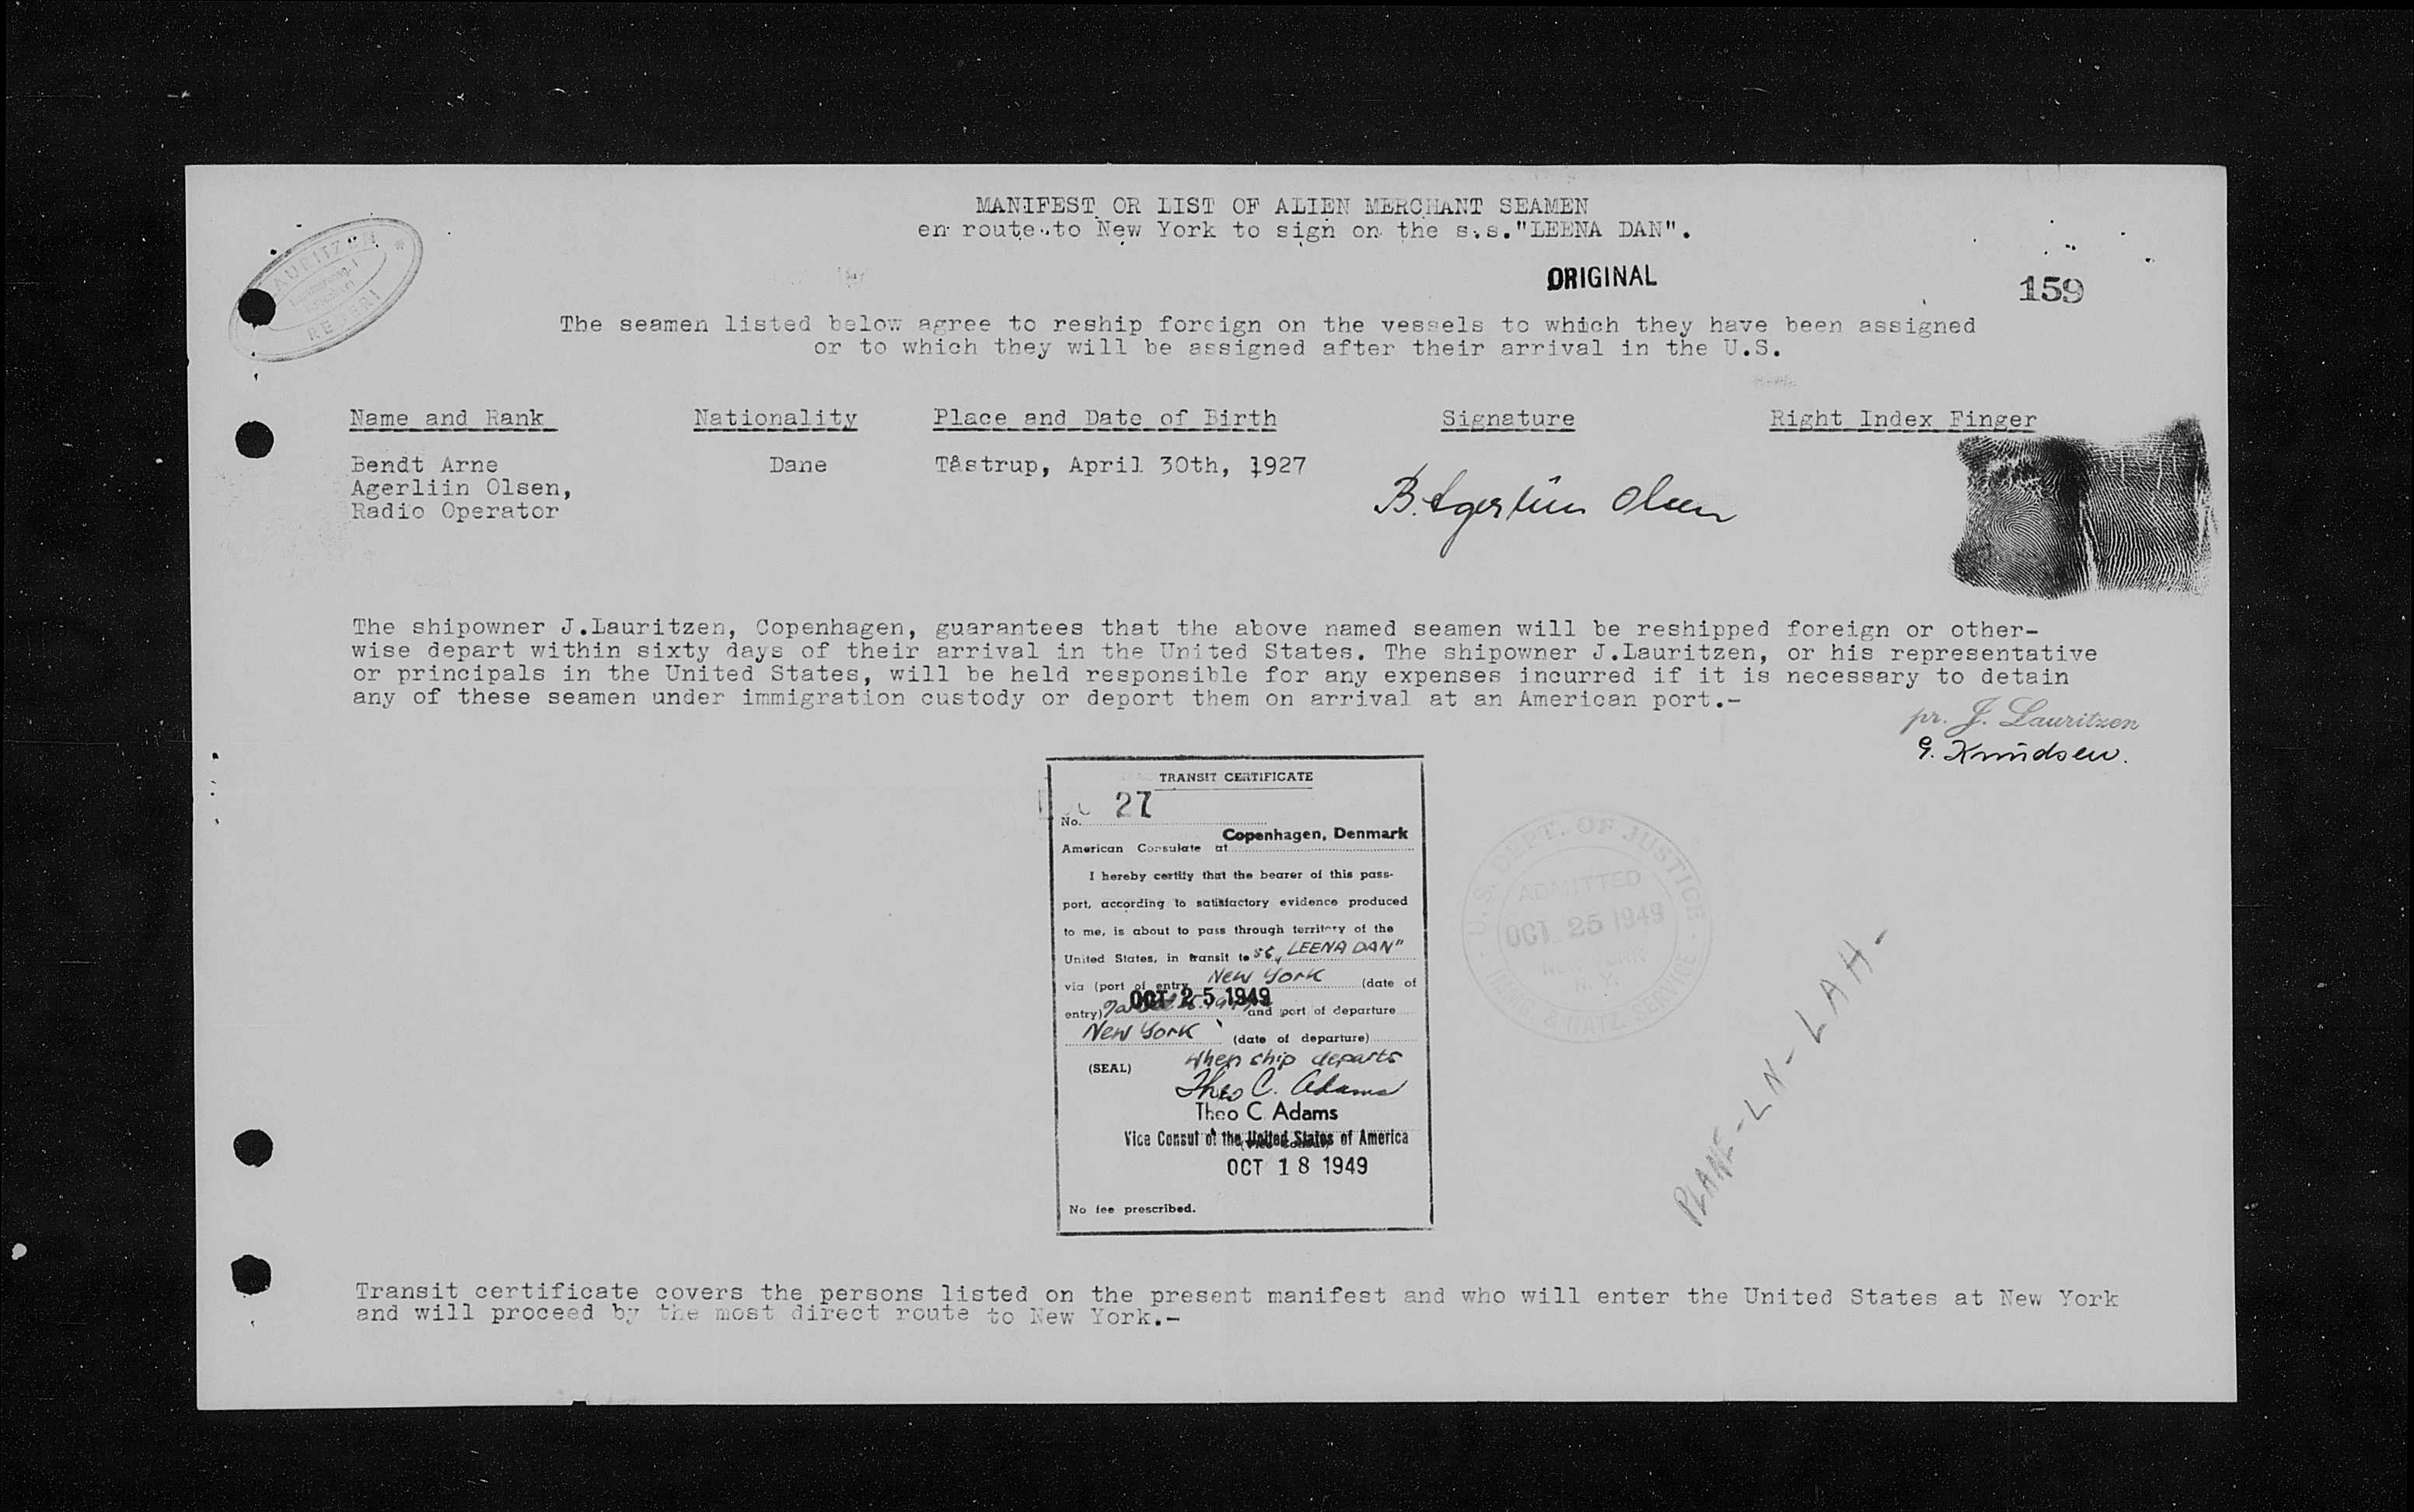 MANIFEST OR LIST OF ALIEN MERCHANT SEAMEN
en route to New York to sign on the s.s."LEENA DAN".
LAURITZEN
REDERI
ORIGINAL
159
The seamen listed below agree to reship foreign on the vessels to which they have been assigned
or to which they will be assigned after their arrival in the U.S.
Name and Rank Nationality Place and Date of Birth Signature Right Index Finger
Bendt Arne Dane Tåstrup, April 30th, 1927
Agerliin Olsen,
Radio Operator
B. Agerliin Olsen
The shipowner J.Lauritzen, Copenhagen, guarantees that the above named seamen will be reshipped foreign or other-
wise depart within sixty days of their arrival in the United States. The shipowner J.Lauritzen, or his representative
or principals in the United States, will be held responsible for any expenses incurred if it is necessary to detain
any of these seamen under immigration custody or deport them on arrival at an American port.-
pr. J. Lauritzen
G. Knudsen.
TRANSIT CERTIFICATE
No. 27
Copenhagen, Denmark
American Consulate at
I hereby certify that the bearer of this pass-
port, according to satisfactory evidence produced
to me, is about to pass through territory of the
United States, in transit to ss "LEENA DAN"
via (port of entry New York (date of
OCT 25 1949
entry) and port of departure
New York (date of departure)
(SEAL) When ship departs
Theo C. Adams
Theo C. Adams
Vice Consul of the United States of America
OCT 18 1949
No fee prescribed.
U.S. DEPT. OF JUSTICE
ADMITTED
OCT 25 1949
NEW YORK
N.Y.
IMMI. & NATZ. SERVICE
PLANE-LN-LAH-
Transit certificate covers the persons listed on the present manifest and who will enter the United States at New York
and will proceed by the most direct route to New York.-